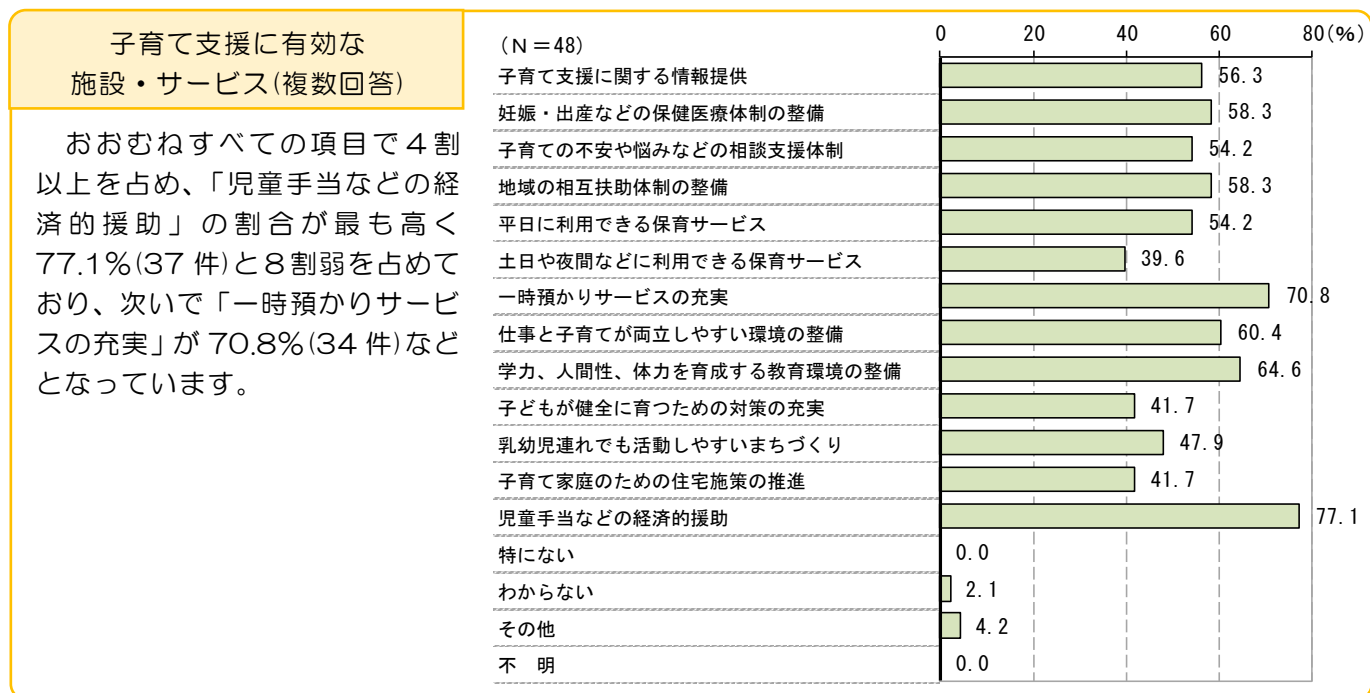 子育て支援に有効な
施設・サービス(複数回答)
おおむねすべての項目で４割
以上を占め、「児童手当などの経
済的援助」の割合が最も高く
77.1％(37 件)と８割弱を占めて
おり、次いで「一時預かりサービ
スの充実」が 70.8％(34 件)など
となっています。
(Ｎ＝48)
0 20 40 60 80(%)
子育て支援に関する情報提供 56.3
妊娠・出産などの保健医療体制の整備 58.3
子育ての不安や悩みなどの相談支援体制 54.2
地域の相互扶助体制の整備 58.3
平日に利用できる保育サービス 54.2
土日や夜間などに利用できる保育サービス 39.6
一時預かりサービスの充実 70.8
仕事と子育てが両立しやすい環境の整備 60.4
学力、人間性、体力を育成する教育環境の整備 64.6
子どもが健全に育つための対策の充実 41.7
乳幼児連れでも活動しやすいまちづくり 47.9
子育て家庭のための住宅施策の推進 41.7
児童手当などの経済的援助 77.1
特にない 0.0
わからない 2.1
その他 4.2
不　明 0.0